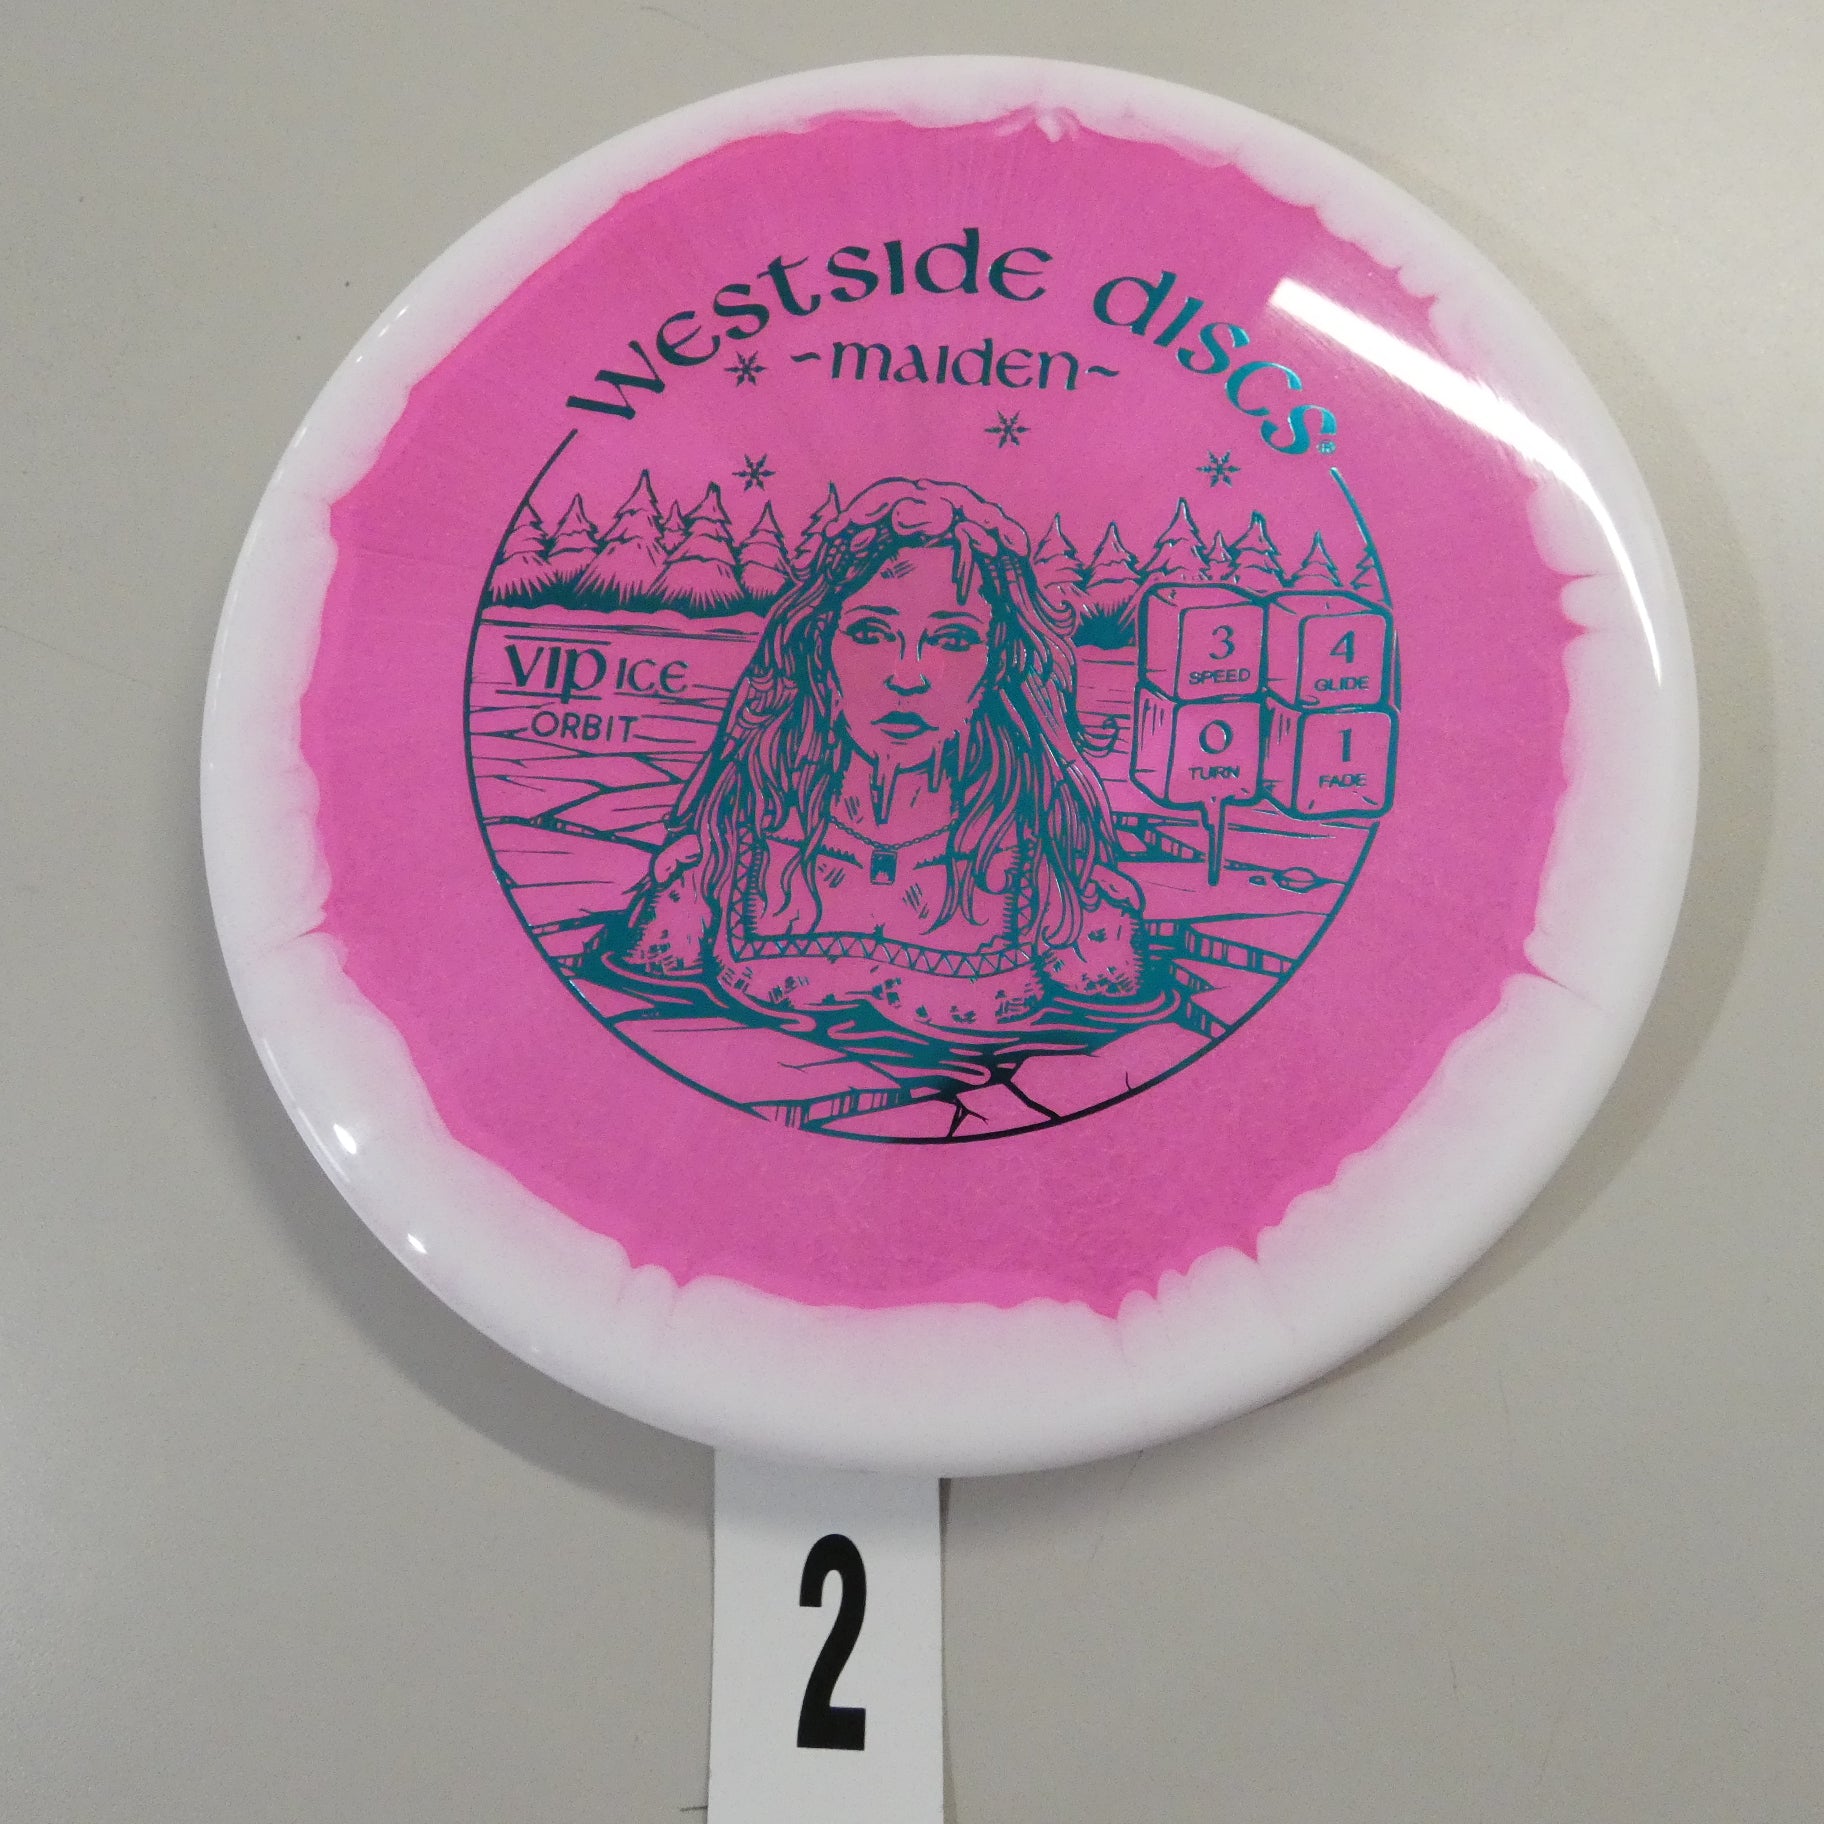 westside discs®
~maiden~
VIP ICE
ORBIT
3
SPEED
4
GLIDE
0
TURN
1
FADE
2